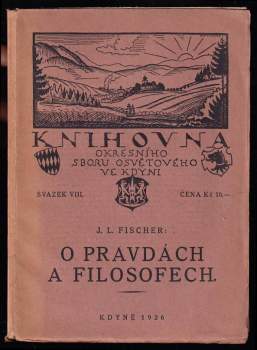 KNIHOVNA
OKRESNÍHO
SBORU OSVĚTOVÉHO
VE KDYNI
SVAZEK VIII. CENA Kč 10.—
J. L. FISCHER:
O PRAVDÁCH
A FILOSOFECH.
KDYNĚ 1926